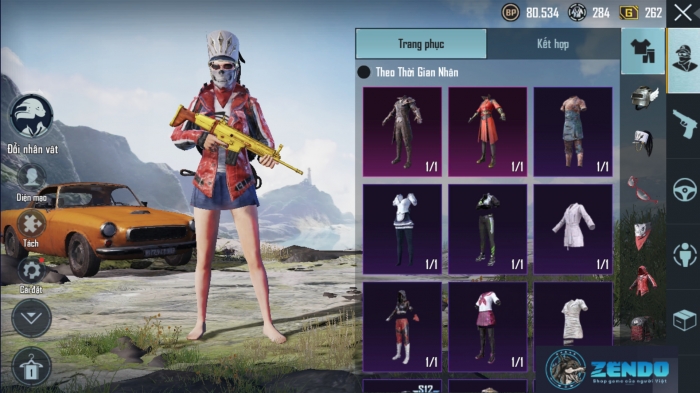 BP 80.534 284 G 262
Trang phục Kết hợp
Theo Thời Gian Nhận
1/1 1/1 1/1
Đổi nhân vật
Diện mạo
Tách
1/1 1/1 1/1
Cài đặt
1/1 1/1 1/1
S12
ZENDO
Shop game của người Việt